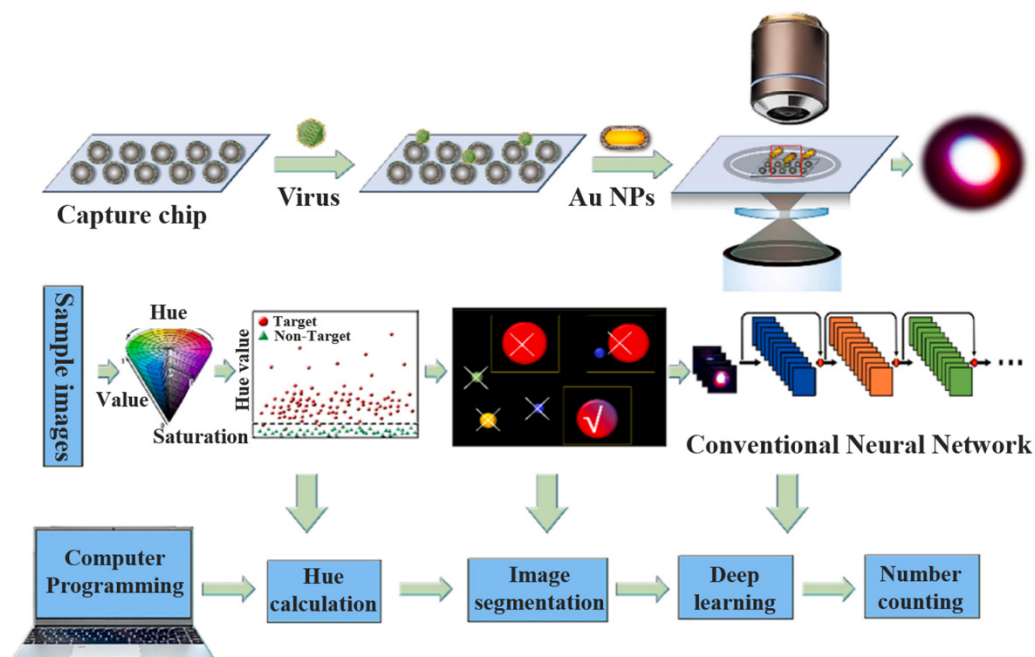 Capture chip
Virus
Au NPs
Sample images
Hue
Value
Saturation
Hue value
Target
Non-Target
√
Conventional Neural Network
Computer
Programming
Hue
calculation
Image
segmentation
Deep
learning
Number
counting